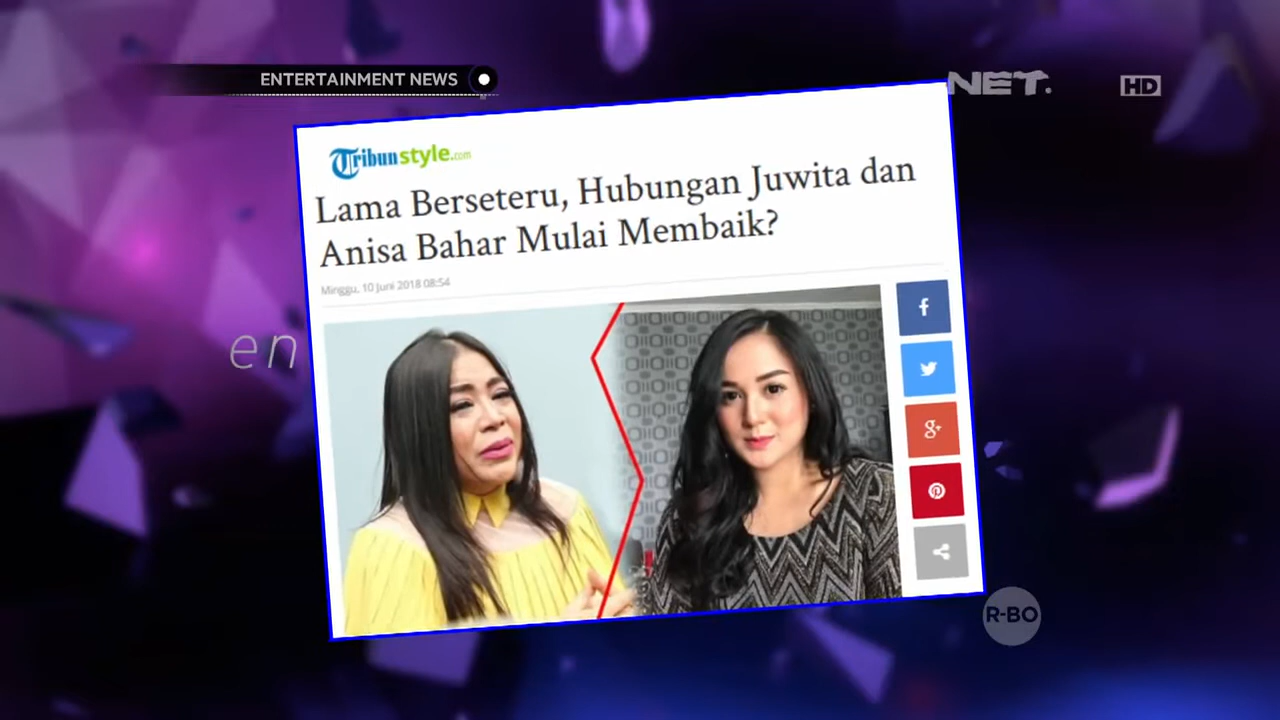 ENTERTAINMENT NEWS
NET.
HD
Tribunstyle.com
Lama Berseteru, Hubungan Juwita dan
Anisa Bahar Mulai Membaik?
Minggu, 10 Juni 2018 08:54
en
f
g+
R-BO